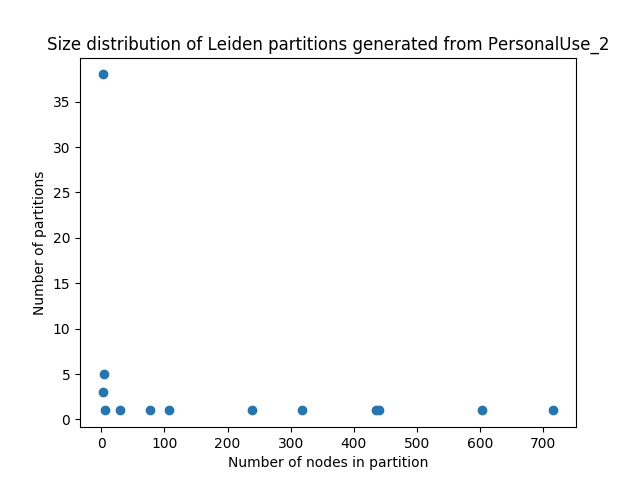 Size distribution of Leiden partitions generated from PersonalUse_2
35
30
25
20
15
10
5
0
Number of partitions
0 100 200 300 400 500 600 700
Number of nodes in partition